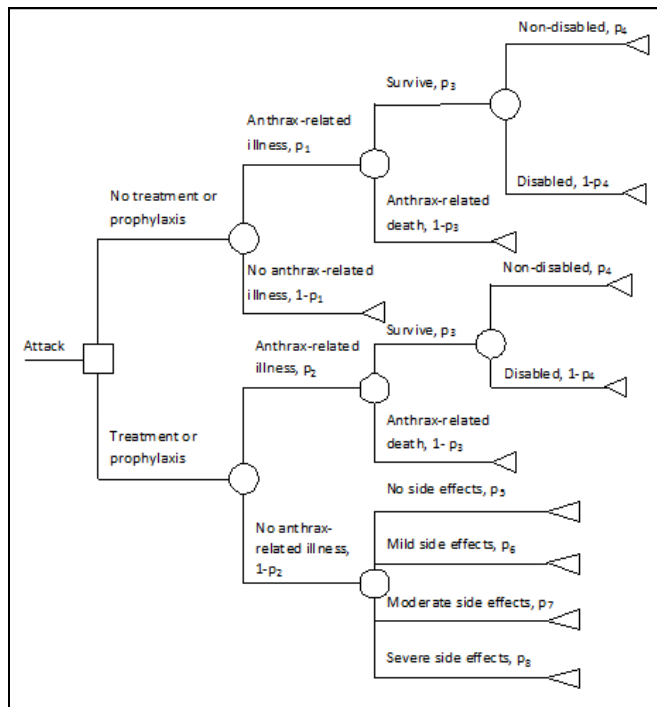 Non-disabled, p4
Survive, p3
Anthrax-related
illness, p1
Disabled, 1-p4
No treatment or
prophylaxis
Anthrax-related
death, 1-p3
No anthrax-related
illness, 1-p1
Non-disabled, p4
Survive, p3
Attack
Anthrax-related
illness, p2
Disabled, 1-p4
Treatment or
prophylaxis
Anthrax-related
death, 1- p3
No side effects, p5
No anthrax-
related illness,
1-p2
Mild side effects, p6
Moderate side effects, p7
Severe side effects, p8